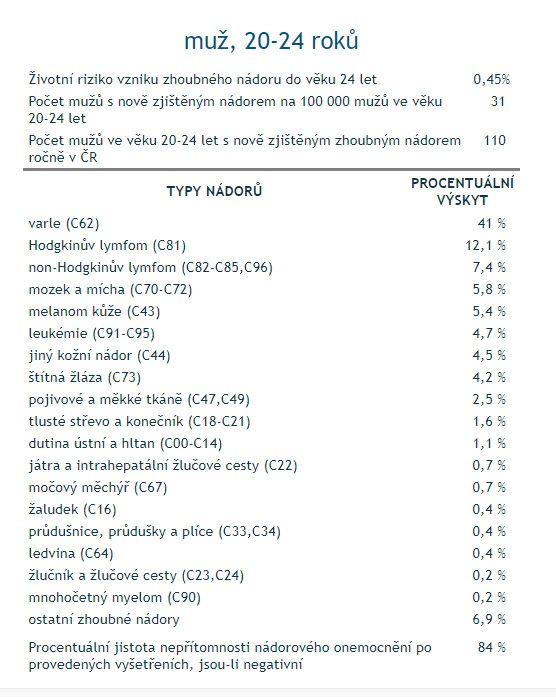 muž, 20-24 roků
Životní riziko vzniku zhoubného nádoru do věku 24 let 0,45%
Počet mužů s nově zjištěným nádorem na 100 000 mužů ve věku 31
20-24 let
Počet mužů ve věku 20-24 let s nově zjištěným zhoubným nádorem 110
ročně v ČR
TYPY NÁDORŮ PROCENTUÁLNÍ
VÝSKYT
varle (C62) 41 %
Hodgkinův lymfom (C81) 12,1 %
non-Hodgkinův lymfom (C82-C85,C96) 7,4 %
mozek a mícha (C70-C72) 5,8 %
melanom kůže (C43) 5,4 %
leukémie (C91-C95) 4,7 %
jiný kožní nádor (C44) 4,5 %
štítná žláza (C73) 4,2 %
pojivové a měkké tkáně (C47,C49) 2,5 %
tlusté střevo a konečník (C18-C21) 1,6 %
dutina ústní a hltan (C00-C14) 1,1 %
játra a intrahepatální žlučové cesty (C22) 0,7 %
močový měchýř (C67) 0,7 %
žaludek (C16) 0,4 %
průdušnice, průdušky a plíce (C33,C34) 0,4 %
ledvina (C64) 0,4 %
žlučník a žlučové cesty (C23,C24) 0,2 %
mnohočetný myelom (C90) 0,2 %
ostatní zhoubné nádory 6,9 %
Procentuální jistota nepřítomnosti nádorového onemocnění po 84 %
provedených vyšetřeních, jsou-li negativní